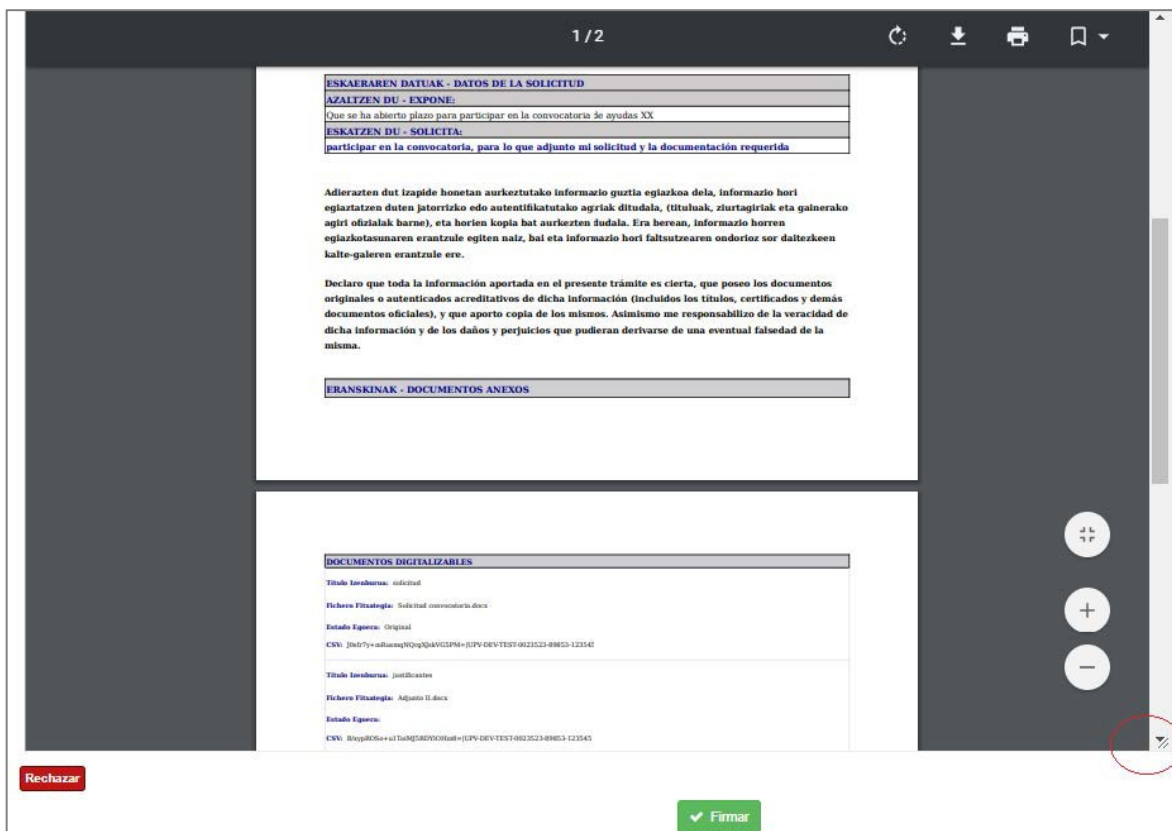 1 / 2
ESKAERAREN DATUAK - DATOS DE LA SOLICITUD
AZALTZEN DU - EXPONE:
Que se ha abierto plazo para participar en la convocatoria de ayudas XX
ESKATZEN DU - SOLICITA:
participar en la convocatoria, para lo que adjunto mi solicitud y la documentación requerida
Adierazten dut izapide honetan aurkeztutako informazio guztia egiazkoa dela, informazio hori
egiaztatzen duten jatorrizko edo autentifikatutako agiriak ditudala, (tituluak, ziurtagiriak eta gainerako
agiri ofizialak barne), eta horien kopia bat aurkezten dudala. Era berean, informazio horren
egiazkotasunaren erantzule egiten naiz, bai eta informazio hori faltsutzearen ondorioz sor daitezkeen
kalte-galeren erantzule ere.
Declaro que toda la información aportada en el presente trámite es cierta, que poseo los documentos
originales o autenticados acreditativos de dicha información (incluidos los títulos, certificados y demás
documentos oficiales), y que aporto copia de los mismos. Asimismo me responsabilizo de la veracidad de
dicha información y de los daños y perjuicios que pudieran derivarse de una eventual falsedad de la
misma.
ERANSKINAK - DOCUMENTOS ANEXOS
DOCUMENTOS DIGITALIZABLES
Título Izenburua: solicitud
Fichero Fitxategia: Solicitud convocatoria.docx
Estado Egoera: Original
CSV:
Título Izenburua: justificantes
Fichero Fitxategia: Adjunto II.docx
Estado Egoera:
CSV:
Rechazar
Firmar